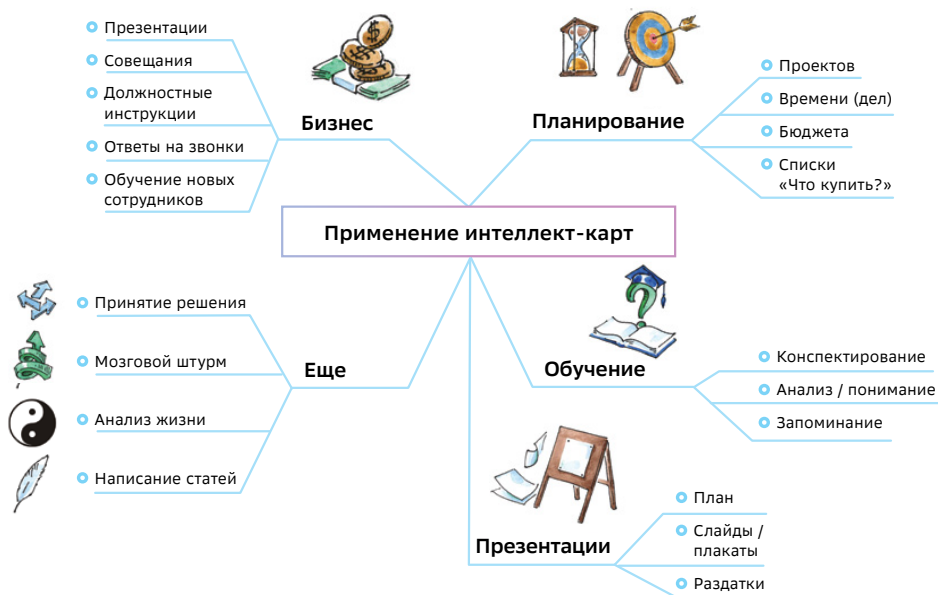 Презентации
Совещания
Должностные
инструкции
Ответы на звонки
Обучение новых
сотрудников
Бизнес
Планирование
Проектов
Времени (дел)
Бюджета
Списки
«Что купить?»
Применение интеллект-карт
Принятие решения
Мозговой штурм
Анализ жизни
Написание статей
Еще
Обучение
Конспектирование
Анализ / понимание
Запоминание
Презентации
План
Слайды /
плакаты
Раздатки